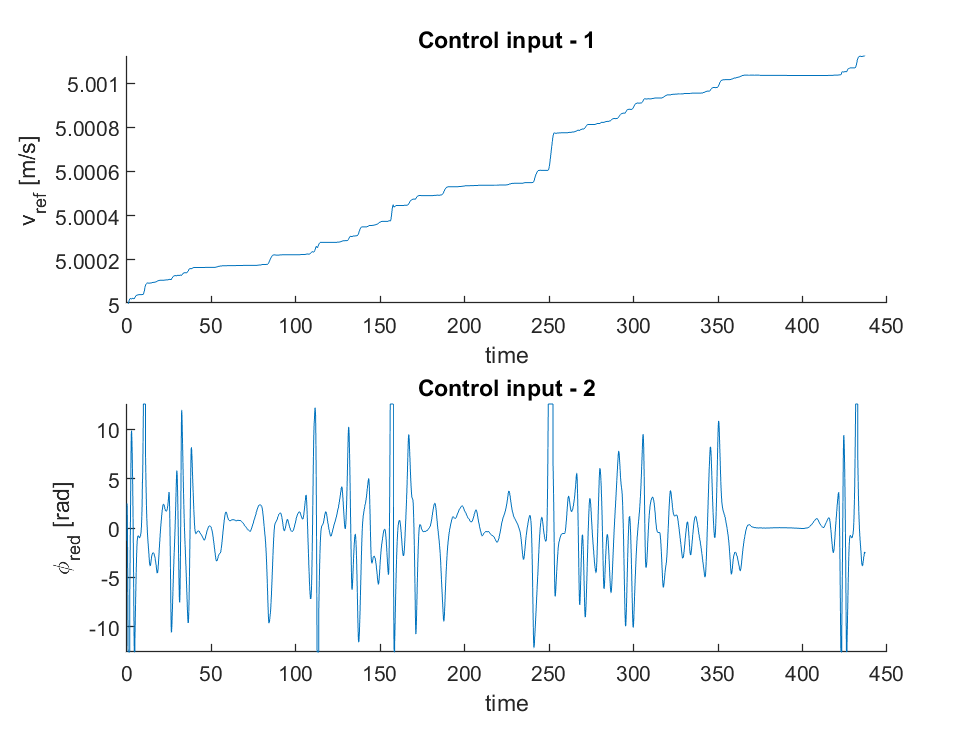 Control input - 1
v_ref [m/s]
5.001
5.0008
5.0006
5.0004
5.0002
5
0 50 100 150 200 250 300 350 400 450
time
Control input - 2
ϕ_red [rad]
10
5
0
-5
-10
0 50 100 150 200 250 300 350 400 450
time